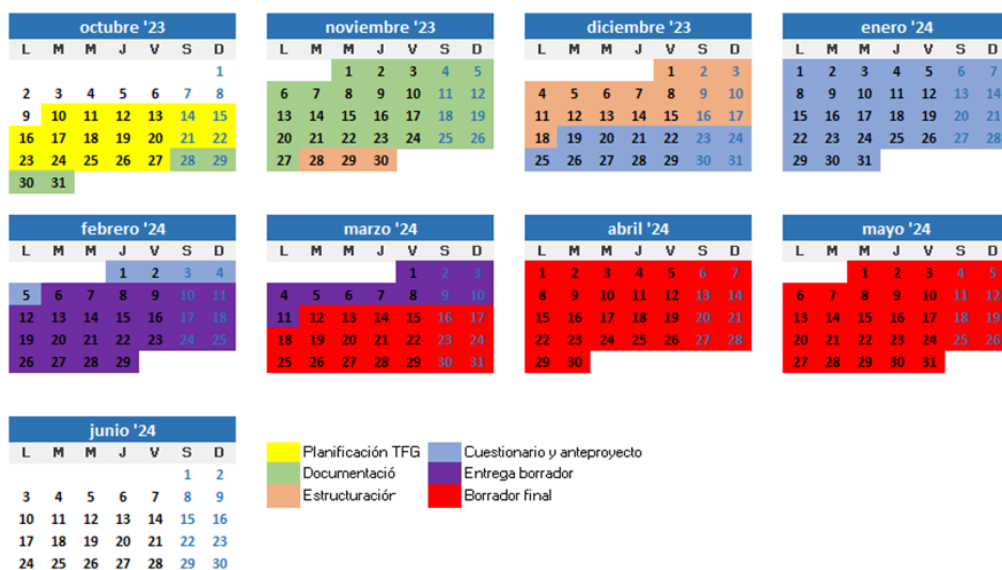 octubre '23
L M M J V S D
1
2 3 4 5 6 7 8
9 10 11 12 13 14 15
16 17 18 19 20 21 22
23 24 25 26 27 28 29
30 31
noviembre '23
L M M J V S D
1 2 3 4 5
6 7 8 9 10 11 12
13 14 15 16 17 18 19
20 21 22 23 24 25 26
27 28 29 30
diciembre '23
L M M J V S D
1 2 3
4 5 6 7 8 9 10
11 12 13 14 15 16 17
18 19 20 21 22 23 24
25 26 27 28 29 30 31
enero '24
L M M J V S D
1 2 3 4 5 6 7
8 9 10 11 12 13 14
15 16 17 18 19 20 21
22 23 24 25 26 27 28
29 30 31
febrero '24
L M M J V S D
1 2 3 4
5 6 7 8 9 10 11
12 13 14 15 16 17 18
19 20 21 22 23 24 25
26 27 28 29
marzo '24
L M M J V S D
1 2 3
4 5 6 7 8 9 10
11 12 13 14 15 16 17
18 19 20 21 22 23 24
25 26 27 28 29 30 31
abril '24
L M M J V S D
1 2 3 4 5 6 7
8 9 10 11 12 13 14
15 16 17 18 19 20 21
22 23 24 25 26 27 28
29 30
mayo '24
L M M J V S D
1 2 3 4 5
6 7 8 9 10 11 12
13 14 15 16 17 18 19
20 21 22 23 24 25 26
27 28 29 30 31
junio '24
L M M J V S D
1 2
3 4 5 6 7 8 9
10 11 12 13 14 15 16
17 18 19 20 21 22 23
24 25 26 27 28 29 30
Planificación TFG
Documentació
Estructuración
Cuestionario y anteproyecto
Entrega borrador
Borrador final